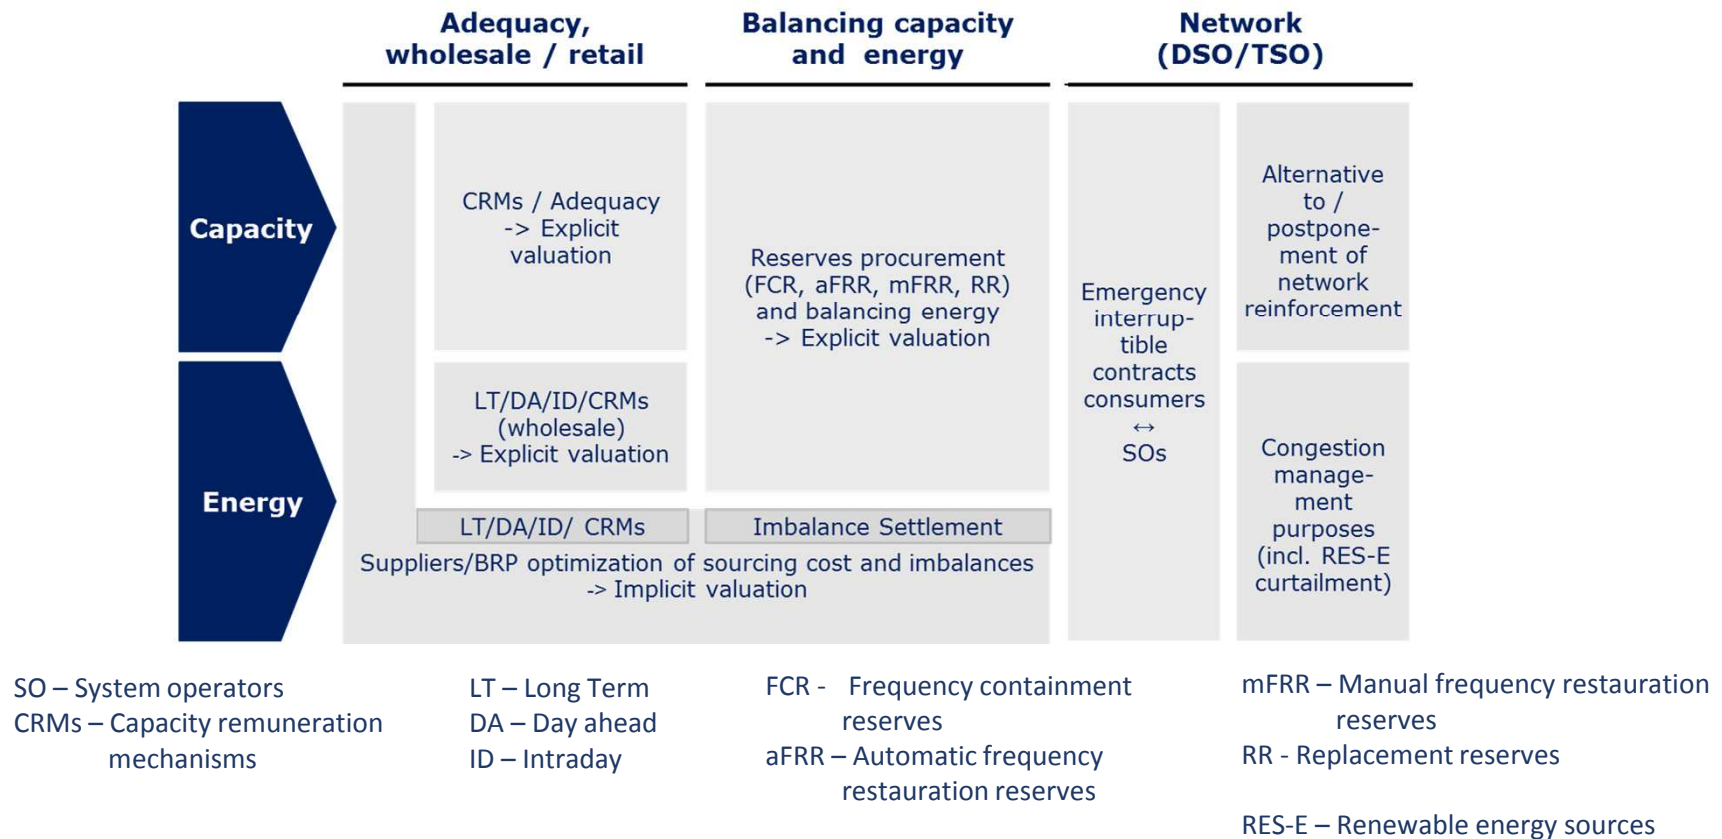 Adequacy,
wholesale / retail
Balancing capacity
and energy
Network
(DSO/TSO)
Capacity
CRMs / Adequacy
-> Explicit
valuation
Reserves procurement
(FCR, aFRR, mFRR, RR)
and balancing energy
-> Explicit valuation
Emergency
interrup-
tible
contracts
consumers
↔
SOs
Alternative
to /
postpone-
ment of
network
reinforcement
Energy
LT/DA/ID/CRMs
(wholesale)
-> Explicit valuation
Congestion
manage-
ment
purposes
(incl. RES-E
curtailment)
LT/DA/ID/ CRMs
Imbalance Settlement
Suppliers/BRP optimization of sourcing cost and imbalances
-> Implicit valuation
SO – System operators
CRMs – Capacity remuneration
mechanisms
LT – Long Term
DA – Day ahead
ID – Intraday
FCR - Frequency containment
reserves
aFRR – Automatic frequency
restauration reserves
mFRR – Manual frequency restauration
reserves
RR - Replacement reserves
RES-E – Renewable energy sources